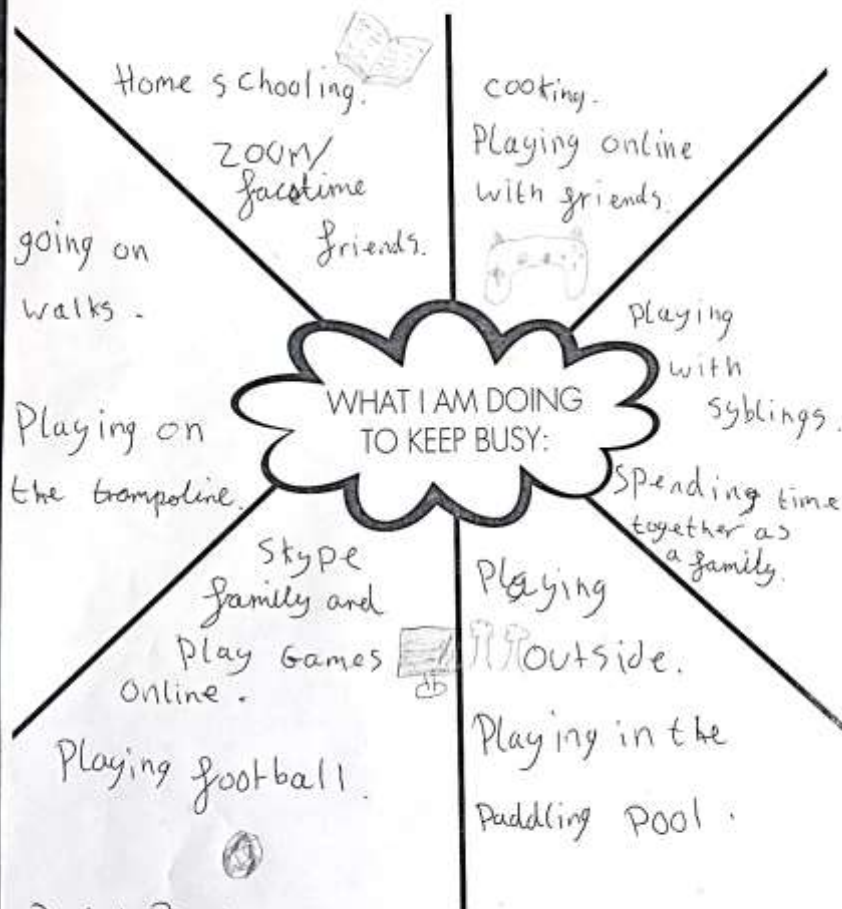 Home schooling.
Zoom/
facetime
friends.
cooking.
Playing online
with friends.
going on
walks.
Playing on
the trampoline.
WHAT I AM DOING
TO KEEP BUSY:
playing
with
syblings.
Spending time
together as
a family.
Skype
familly and
Play Games
online.
Playing football.
Playing
outside.
Playing in the
Paddling Pool.